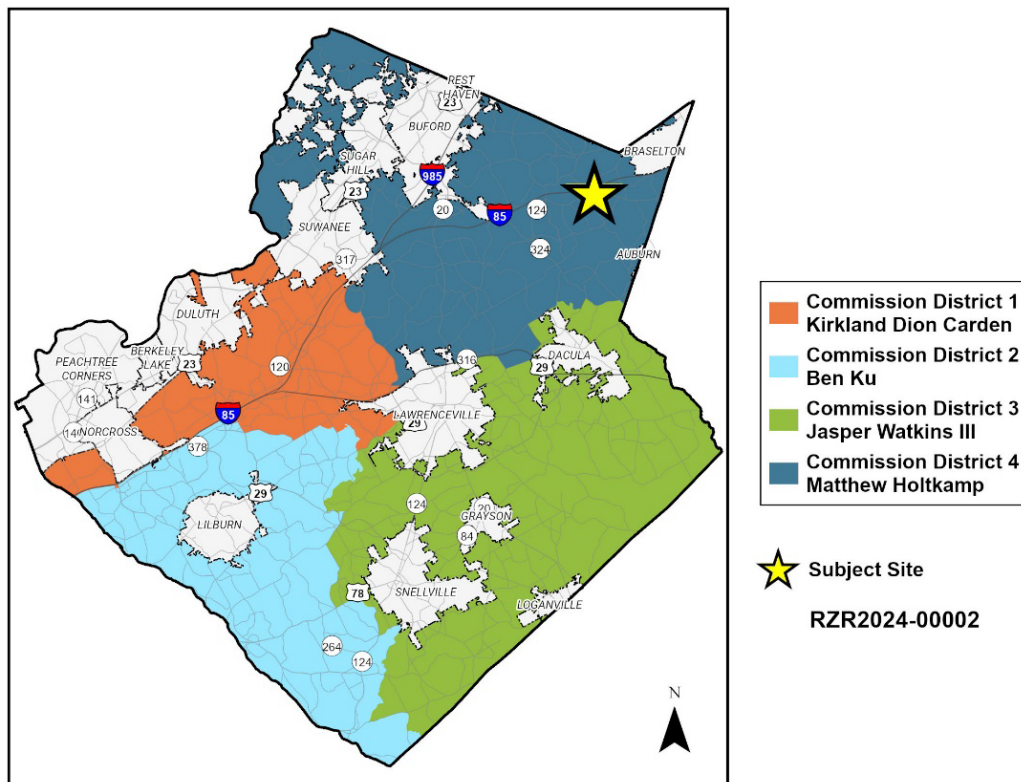 REST
HAVEN
23
BUFORD
SUGAR
HILL
985
23
20
SUWANEE
85
124
BRASELTON
324
317
AUBURN
DULUTH
BERKELEY
LAKE
23
PEACHTREE
CORNERS
141
NORCROSS
120
316
DACULA
29
85
LAWRENCEVILLE
29
378
29
LILBURN
124
20
GRAYSON
84
78
SNELLVILLE
LOGANVILLE
264
124
N
Commission District 1
Kirkland Dion Carden
Commission District 2
Ben Ku
Commission District 3
Jasper Watkins III
Commission District 4
Matthew Holtkamp
Subject Site
RZR2024-00002